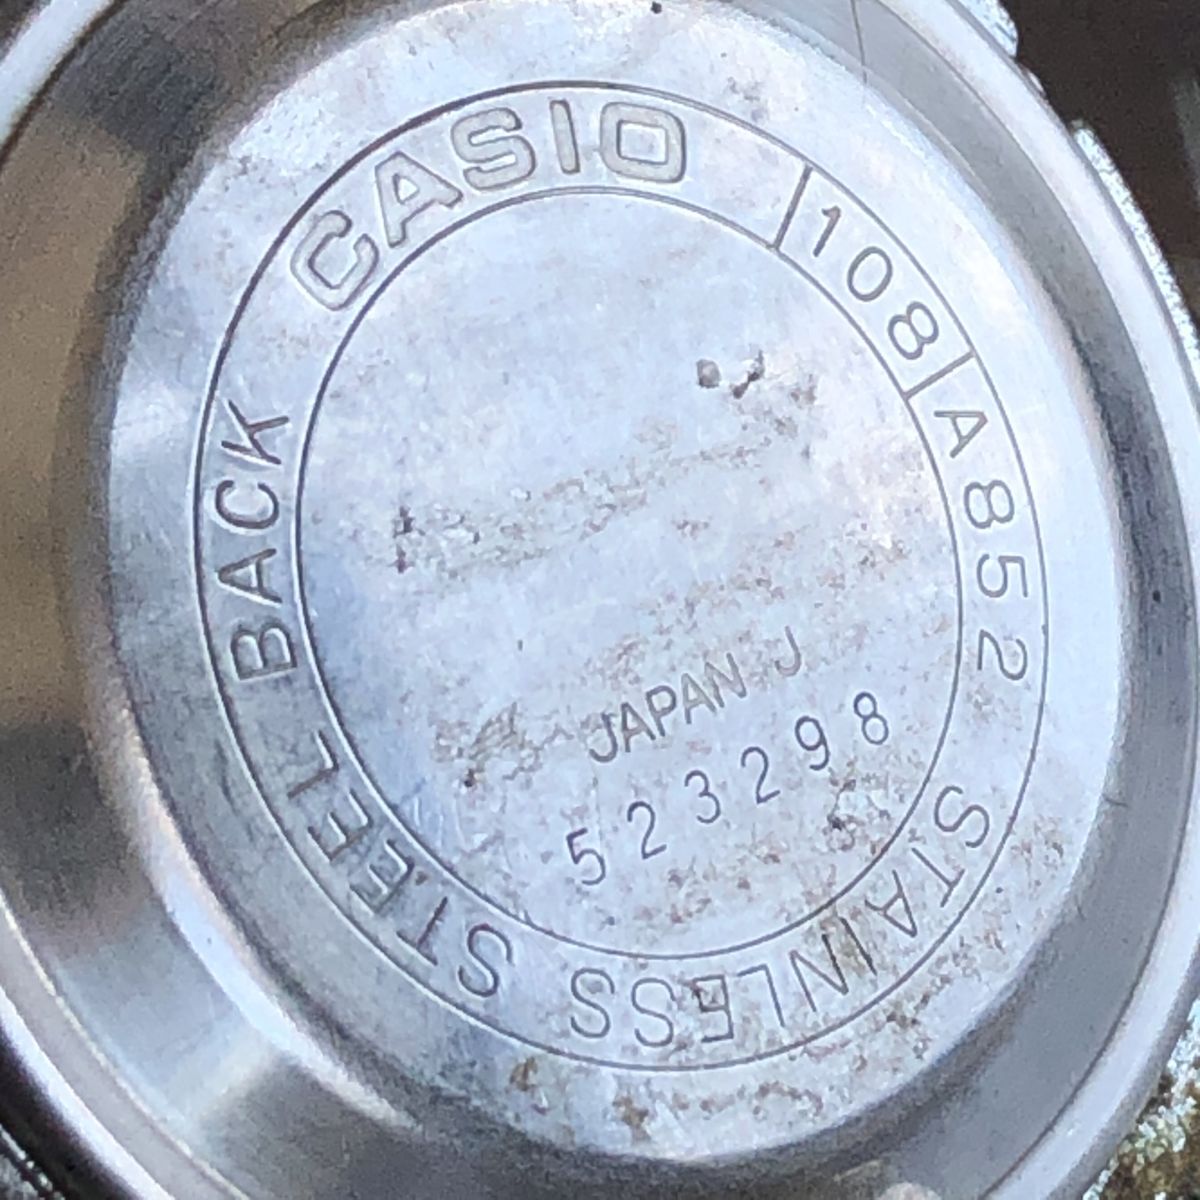 CASIO
108
A852
STAINLESS STEEL BACK
JAPAN J
523298